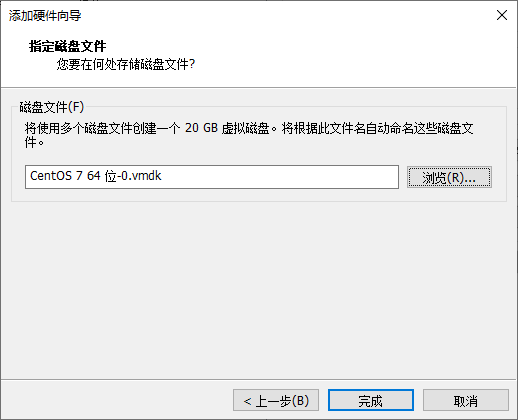 添加硬件向导
指定磁盘文件
您要在何处存储磁盘文件?
磁盘文件(F)
将使用多个磁盘文件创建一个 20 GB 虚拟磁盘。将根据此文件名自动命名这些磁盘文
件。
CentOS 7 64 位-0.vmdk
浏览(R)...
< 上一步(B)
完成
取消